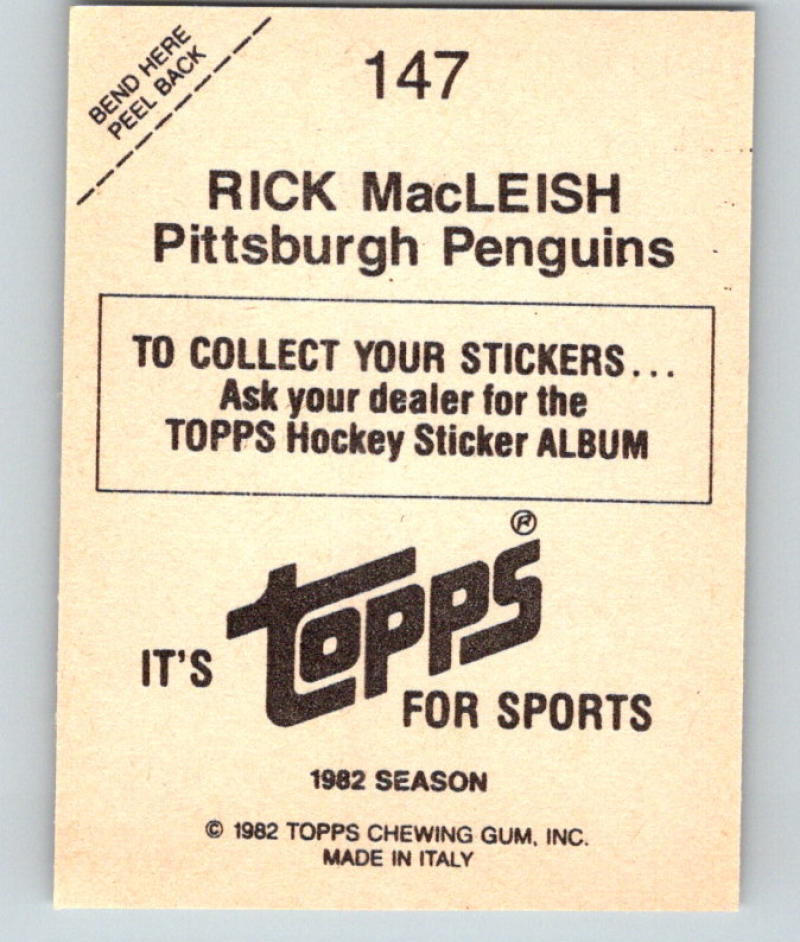 BEND HERE
PEEL BACK
147
RICK MacLEISH
Pittsburgh Penguins
TO COLLECT YOUR STICKERS...
Ask your dealer for the
TOPPS Hockey Sticker ALBUM
IT'S
topps®
FOR SPORTS
1982 SEASON
© 1982 TOPPS CHEWING GUM, INC.
MADE IN ITALY